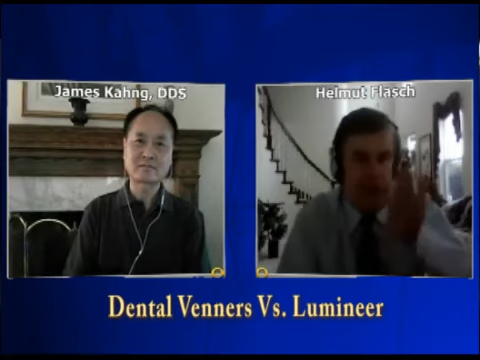 James Kahng, DDS
Helmut Flasch
Dental Venners Vs. Lumineer